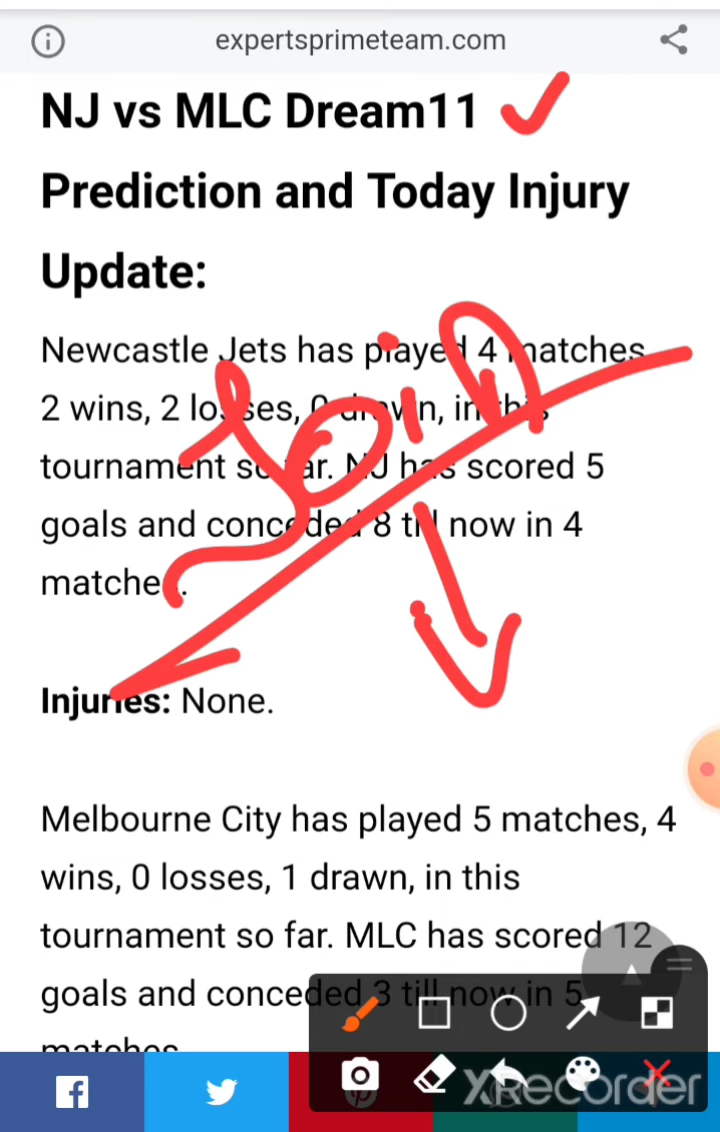 expertsprimeteam.com
NJ vs MLC Dream11
Prediction and Today Injury
Update:
Newcastle Jets has played 4 matches
2 wins, 2 losses, 0 drawn, in this
tournament so far. NJ has scored 5
goals and conceded 8 till now in 4
matches.
Join
Injuries: None.
Melbourne City has played 5 matches, 4
wins, 0 losses, 1 drawn, in this
tournament so far. MLC has scored 12
goals and conceded 3 till now in 5
matches
XRecorder